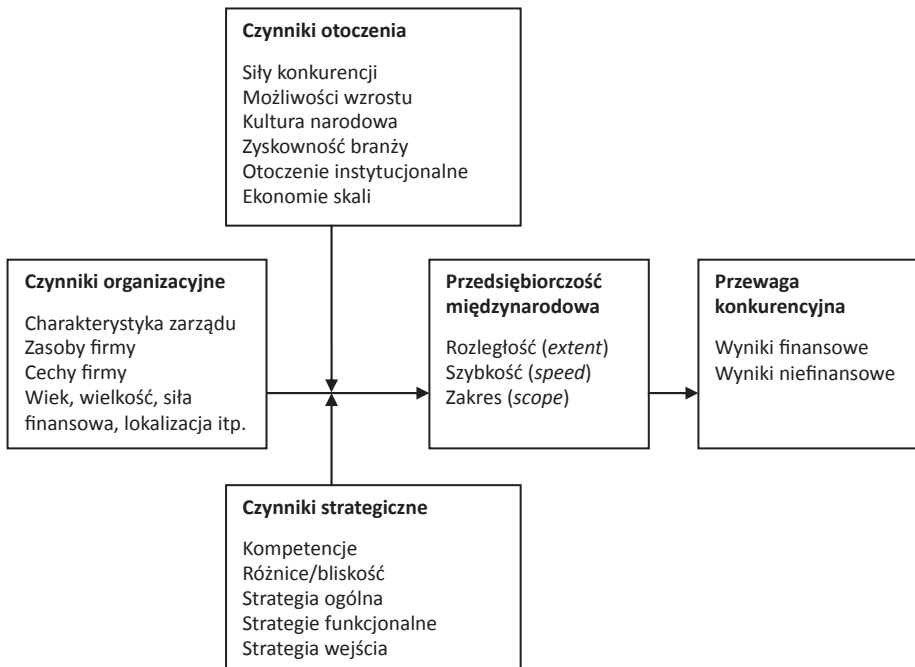 Czynniki otoczenia
Siły konkurencji
Możliwości wzrostu
Kultura narodowa
Zyskowność branży
Otoczenie instytucjonalne
Ekonomie skali
Czynniki organizacyjne
Charakterystyka zarządu
Zasoby firmy
Cechy firmy
Wiek, wielkość, siła
finansowa, lokalizacja itp.
Przedsiębiorczość
międzynarodowa
Rozległość (extent)
Szybkość (speed)
Zakres (scope)
Przewaga
konkurencyjna
Wyniki finansowe
Wyniki niefinansowe
Czynniki strategiczne
Kompetencje
Różnice/bliskość
Strategia ogólna
Strategie funkcjonalne
Strategia wejścia